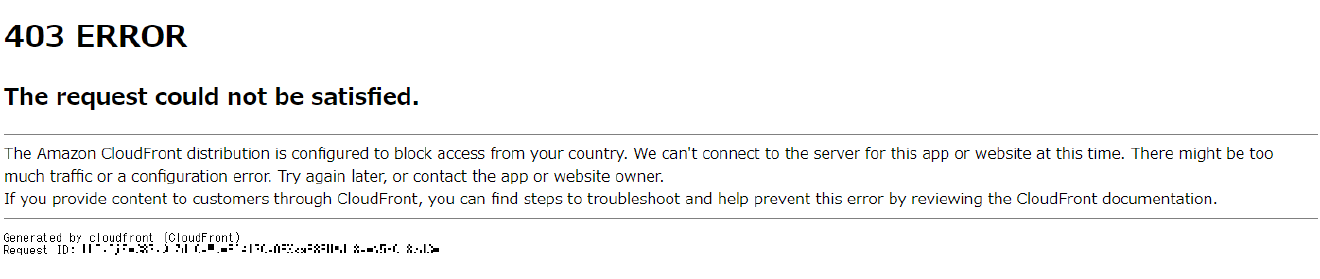 403 ERROR
The request could not be satisfied.
The Amazon CloudFront distribution is configured to block access from your country. We can't connect to the server for this app or website at this time. There might be too
much traffic or a configuration error. Try again later, or contact the app or website owner.
If you provide content to customers through CloudFront, you can find steps to troubleshoot and help prevent this error by reviewing the CloudFront documentation.
Generated by cloudfront (CloudFront)
Request ID: